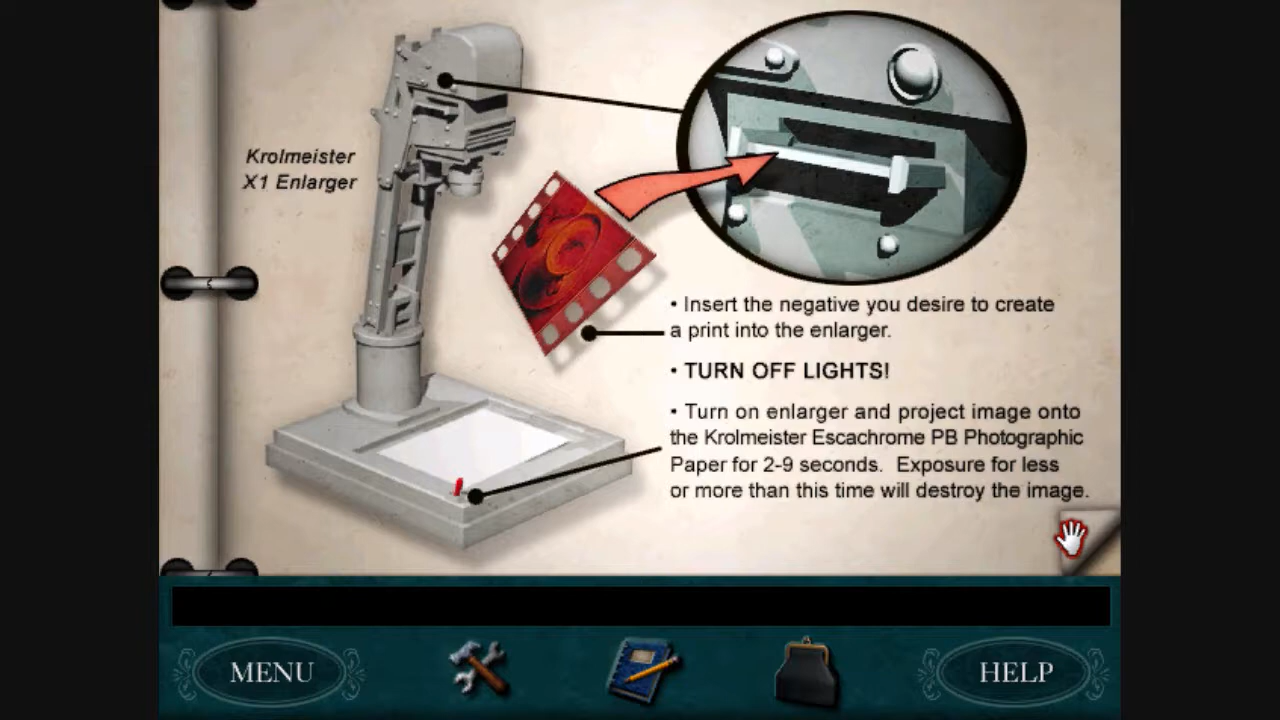 Krolmeister
X1 Enlarger
• Insert the negative you desire to create
a print into the enlarger.
• TURN OFF LIGHTS!
• Turn on enlarger and project image onto
the Krolmeister Escachrome PB Photographic
Paper for 2-9 seconds. Exposure for less
or more than this time will destroy the image.
MENU
HELP